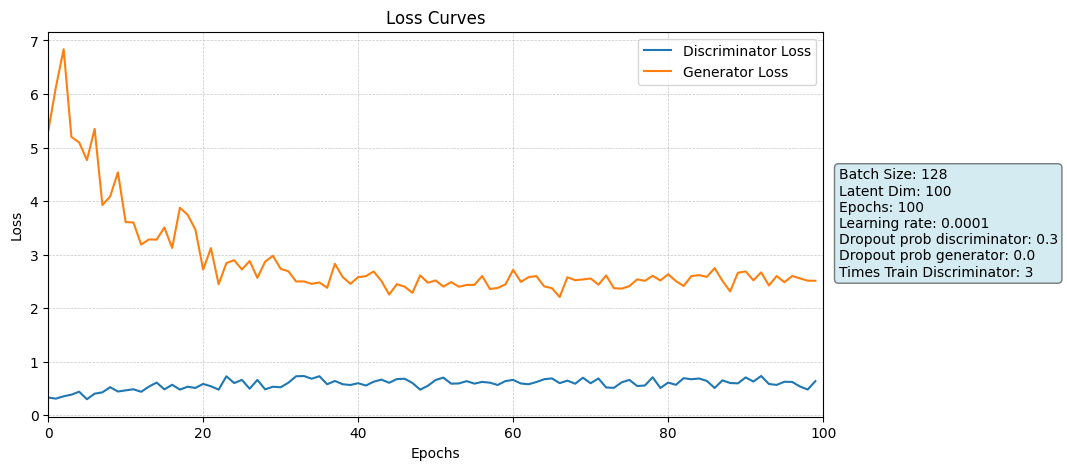 Loss Curves
Discriminator Loss
Generator Loss
7
6
5
4
3
2
1
0
Loss
0 20 40 60 80 100
Epochs
Batch Size: 128
Latent Dim: 100
Epochs: 100
Learning rate: 0.0001
Dropout prob discriminator: 0.3
Dropout prob generator: 0.0
Times Train Discriminator: 3